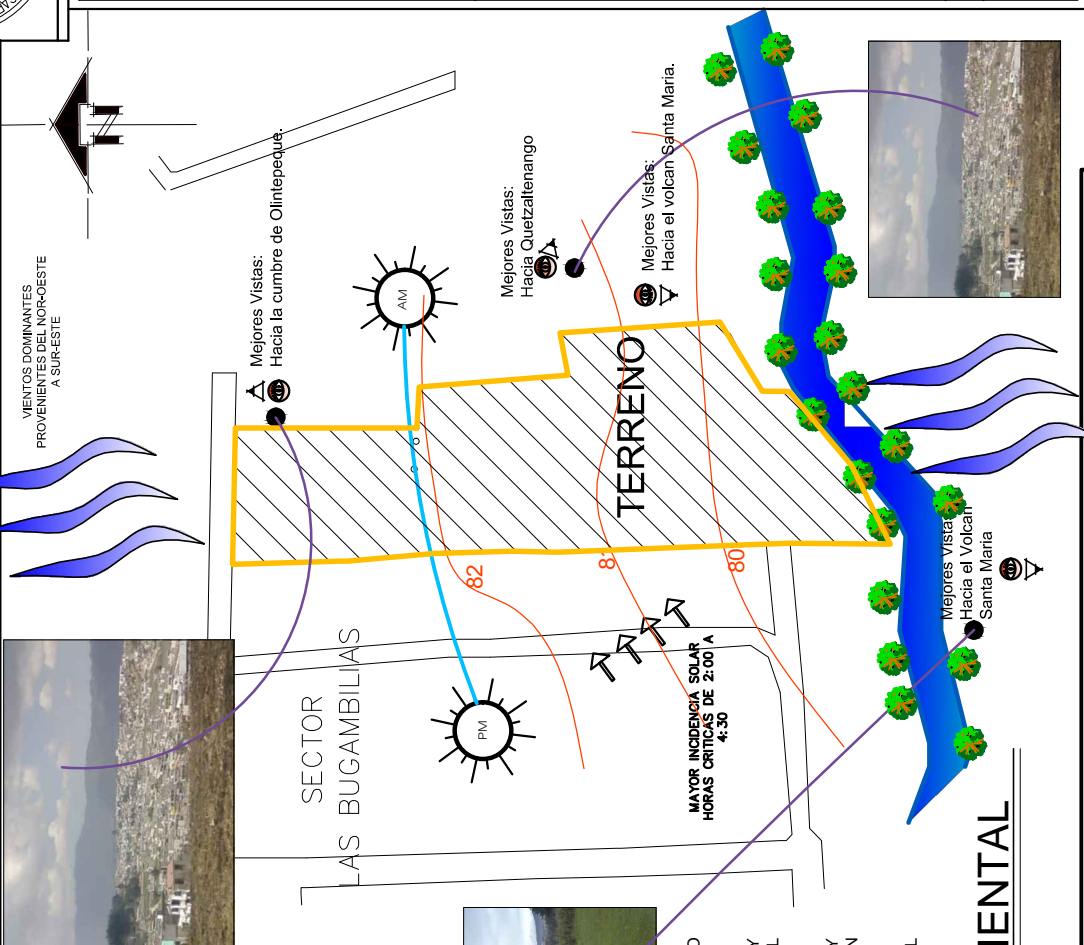 VIENTOS DOMINANTES
PROVENIENTES DEL NOR-OESTE
A SUR-ESTE
N
Mejores Vistas:
Hacia la cumbre de Olintepeque.
AM
Mejores Vistas:
Hacia Quetzaltenango
Mejores Vistas:
Hacia el volcan Santa Maria.
TERRENO
82
8
80
PM
SECTOR
LAS BUGAMBILIAS
MAYOR INCIDENCIA SOLAR
HORAS CRITICAS DE 2:00 A
4:30
Mejores Vista
Hacia el Volcan
Santa Maria
IENTAL